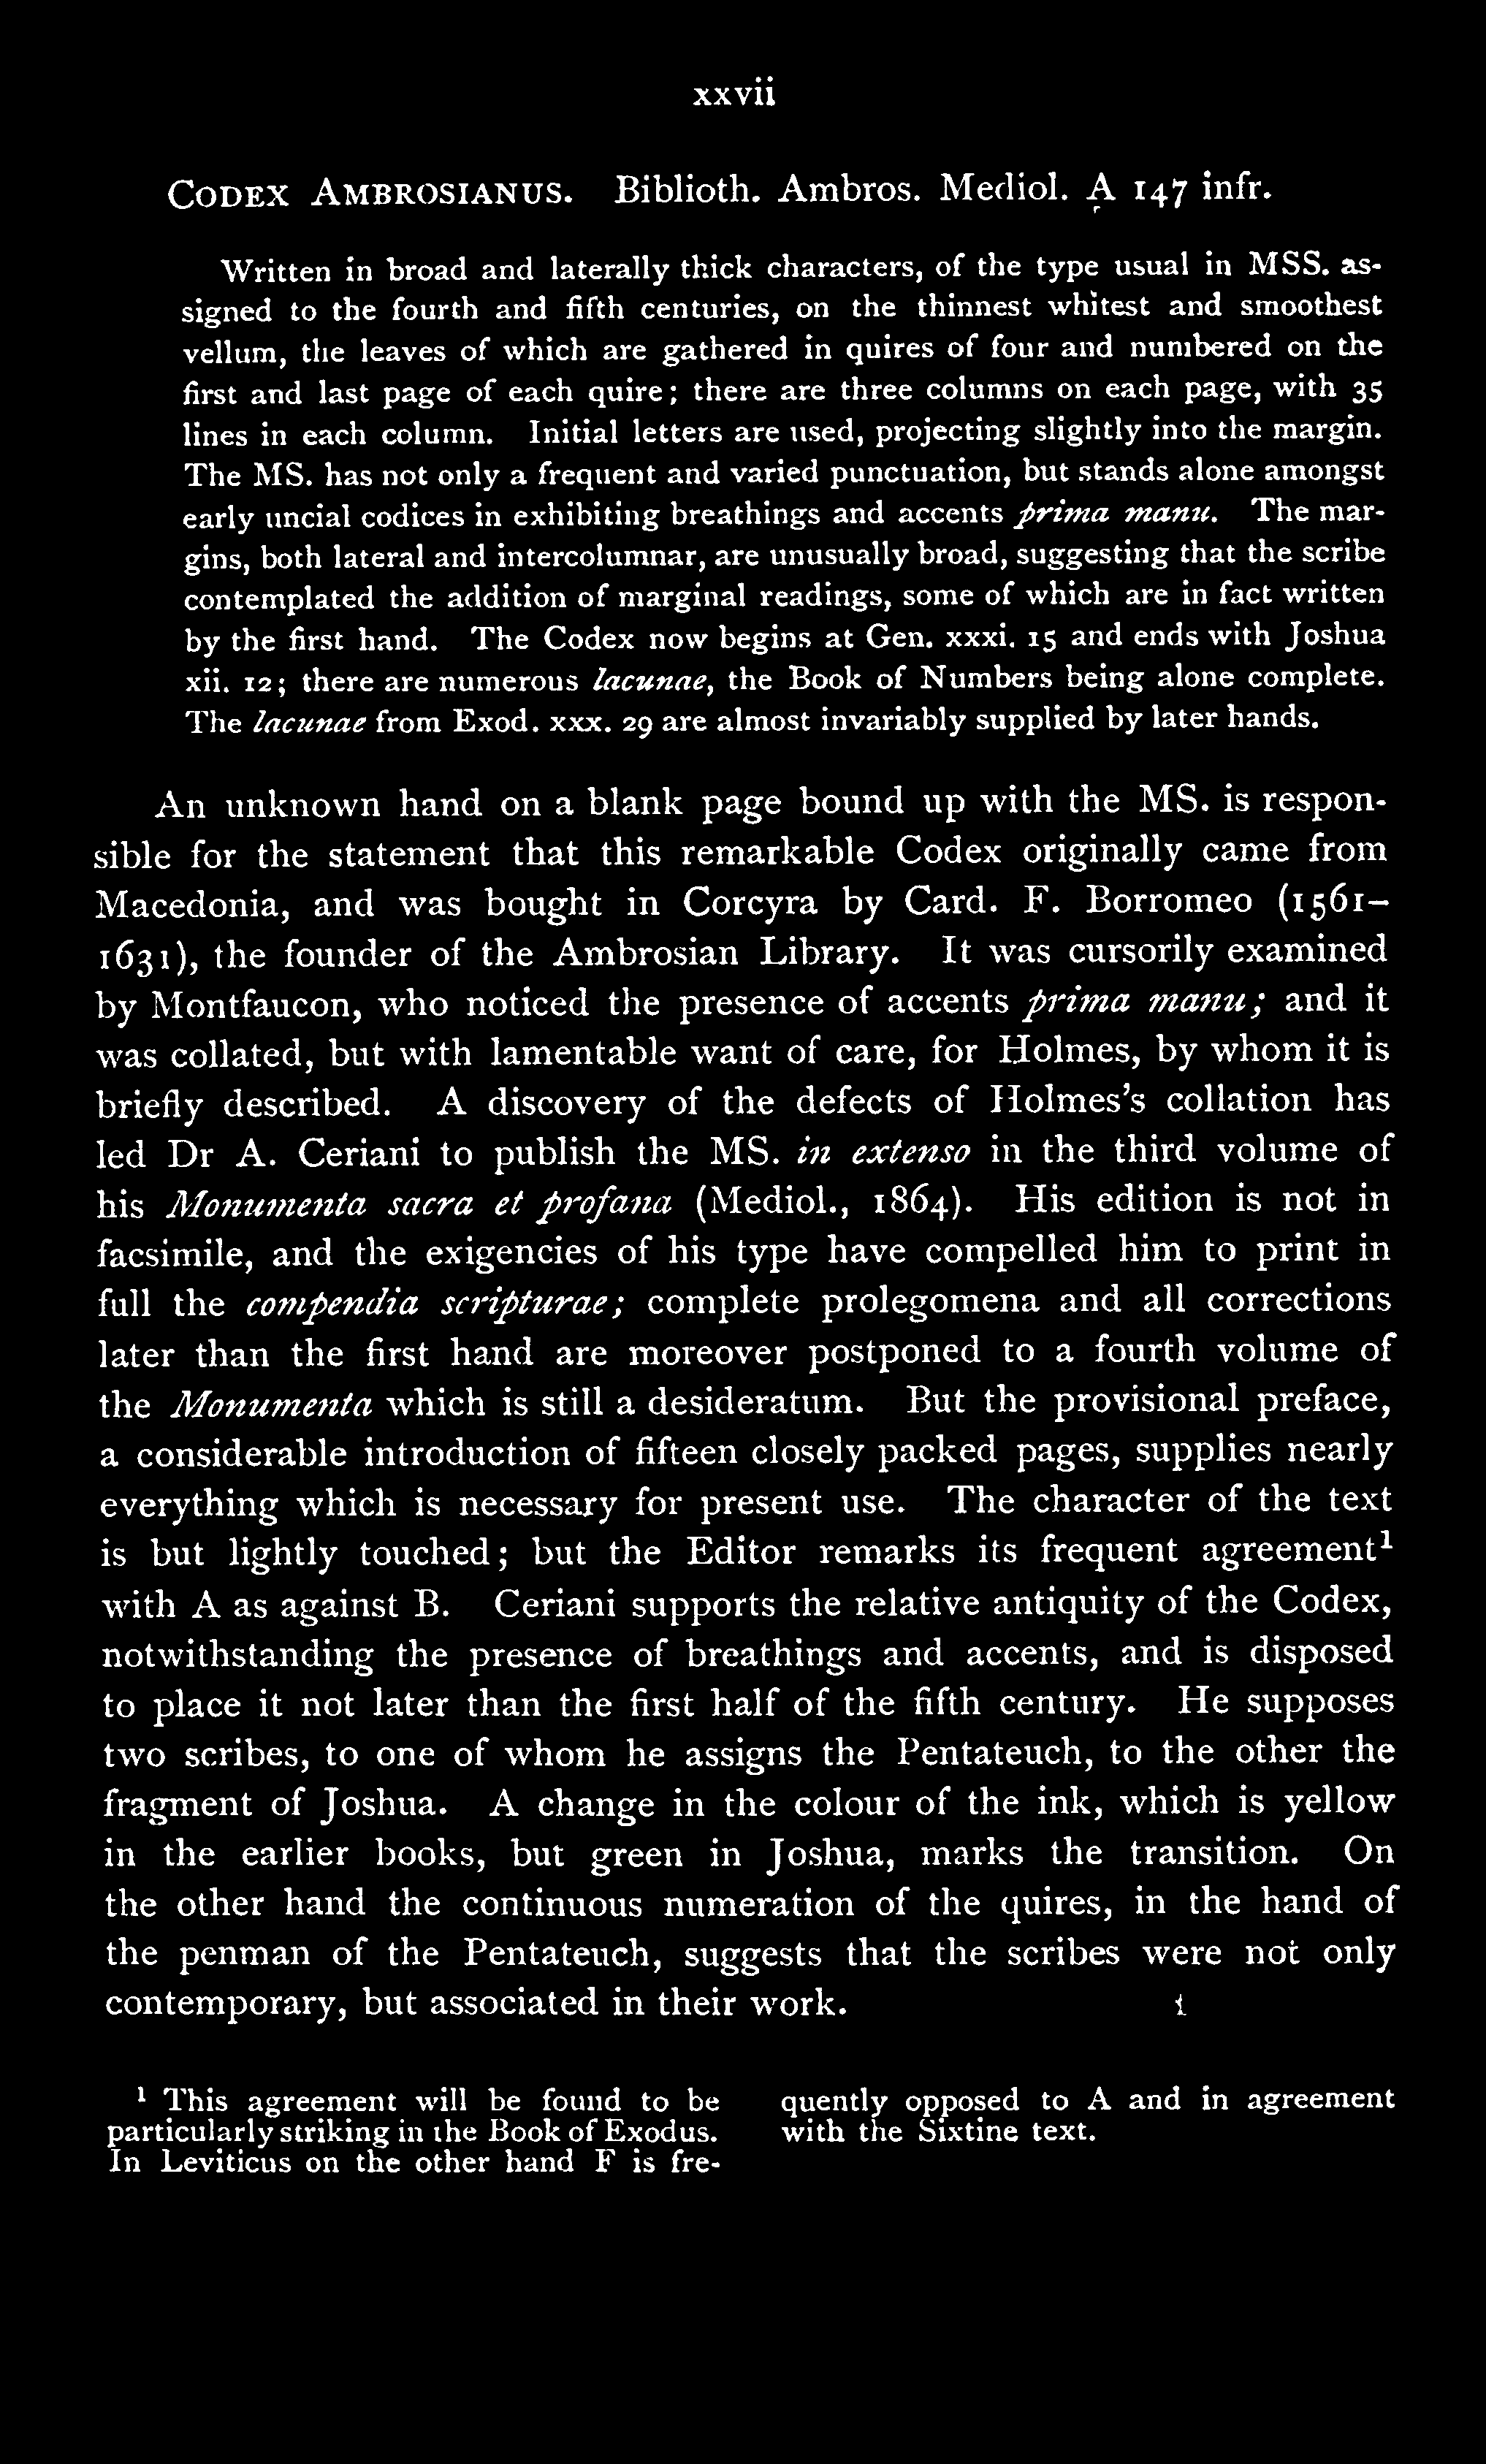 xxvii
CODEX AMBROSIANUS. Biblioth. Ambros. Mediol. A 147 infr.
Written in broad and laterally thick characters, of the type usual in MSS. as-
signed to the fourth and fifth centuries, on the thinnest whitest and smoothest
vellum, the leaves of which are gathered in quires of four and numbered on the
first and last page of each quire; there are three columns on each page, with 35
lines in each column. Initial letters are used, projecting slightly into the margin.
The MS. has not only a frequent and varied punctuation, but stands alone amongst
early uncial codices in exhibiting breathings and accents prima manu. The mar-
gins, both lateral and intercolumnar, are unusually broad, suggesting that the scribe
contemplated the addition of marginal readings, some of which are in fact written
by the first hand. The Codex now begins at Gen. xxxi. 15 and ends with Joshua
xii. 12; there are numerous lacunae, the Book of Numbers being alone complete.
The lacunae from Exod. xxx. 29 are almost invariably supplied by later hands.
An unknown hand on a blank page bound up with the MS. is respon-
sible for the statement that this remarkable Codex originally came from
Macedonia, and was bought in Corcyra by Card. F. Borromeo (1561–
1631), the founder of the Ambrosian Library. It was cursorily examined
by Montfaucon, who noticed the presence of accents prima manu; and it
was collated, but with lamentable want of care, for Holmes, by whom it is
briefly described. A discovery of the defects of Holmes's collation has
led Dr A. Ceriani to publish the MS. in extenso in the third volume of
his Monumenta sacra et profana (Mediol., 1864). His edition is not in
facsimile, and the exigencies of his type have compelled him to print in
full the compendia scripturae; complete prolegomena and all corrections
later than the first hand are moreover postponed to a fourth volume of
the Monumenta which is still a desideratum. But the provisional preface,
a considerable introduction of fifteen closely packed pages, supplies nearly
everything which is necessary for present use. The character of the text
is but lightly touched; but the Editor remarks its frequent agreement¹
with A as against B. Ceriani supports the relative antiquity of the Codex,
notwithstanding the presence of breathings and accents, and is disposed
to place it not later than the first half of the fifth century. He supposes
two scribes, to one of whom he assigns the Pentateuch, to the other the
fragment of Joshua. A change in the colour of the ink, which is yellow
in the earlier books, but green in Joshua, marks the transition. On
the other hand the continuous numeration of the quires, in the hand of
the penman of the Pentateuch, suggests that the scribes were not only
contemporary, but associated in their work.
¹ This agreement will be found to be
particularly striking in the Book of Exodus.
In Leviticus on the other hand F is fre-
quently opposed to A and in agreement
with the Sixtine text.